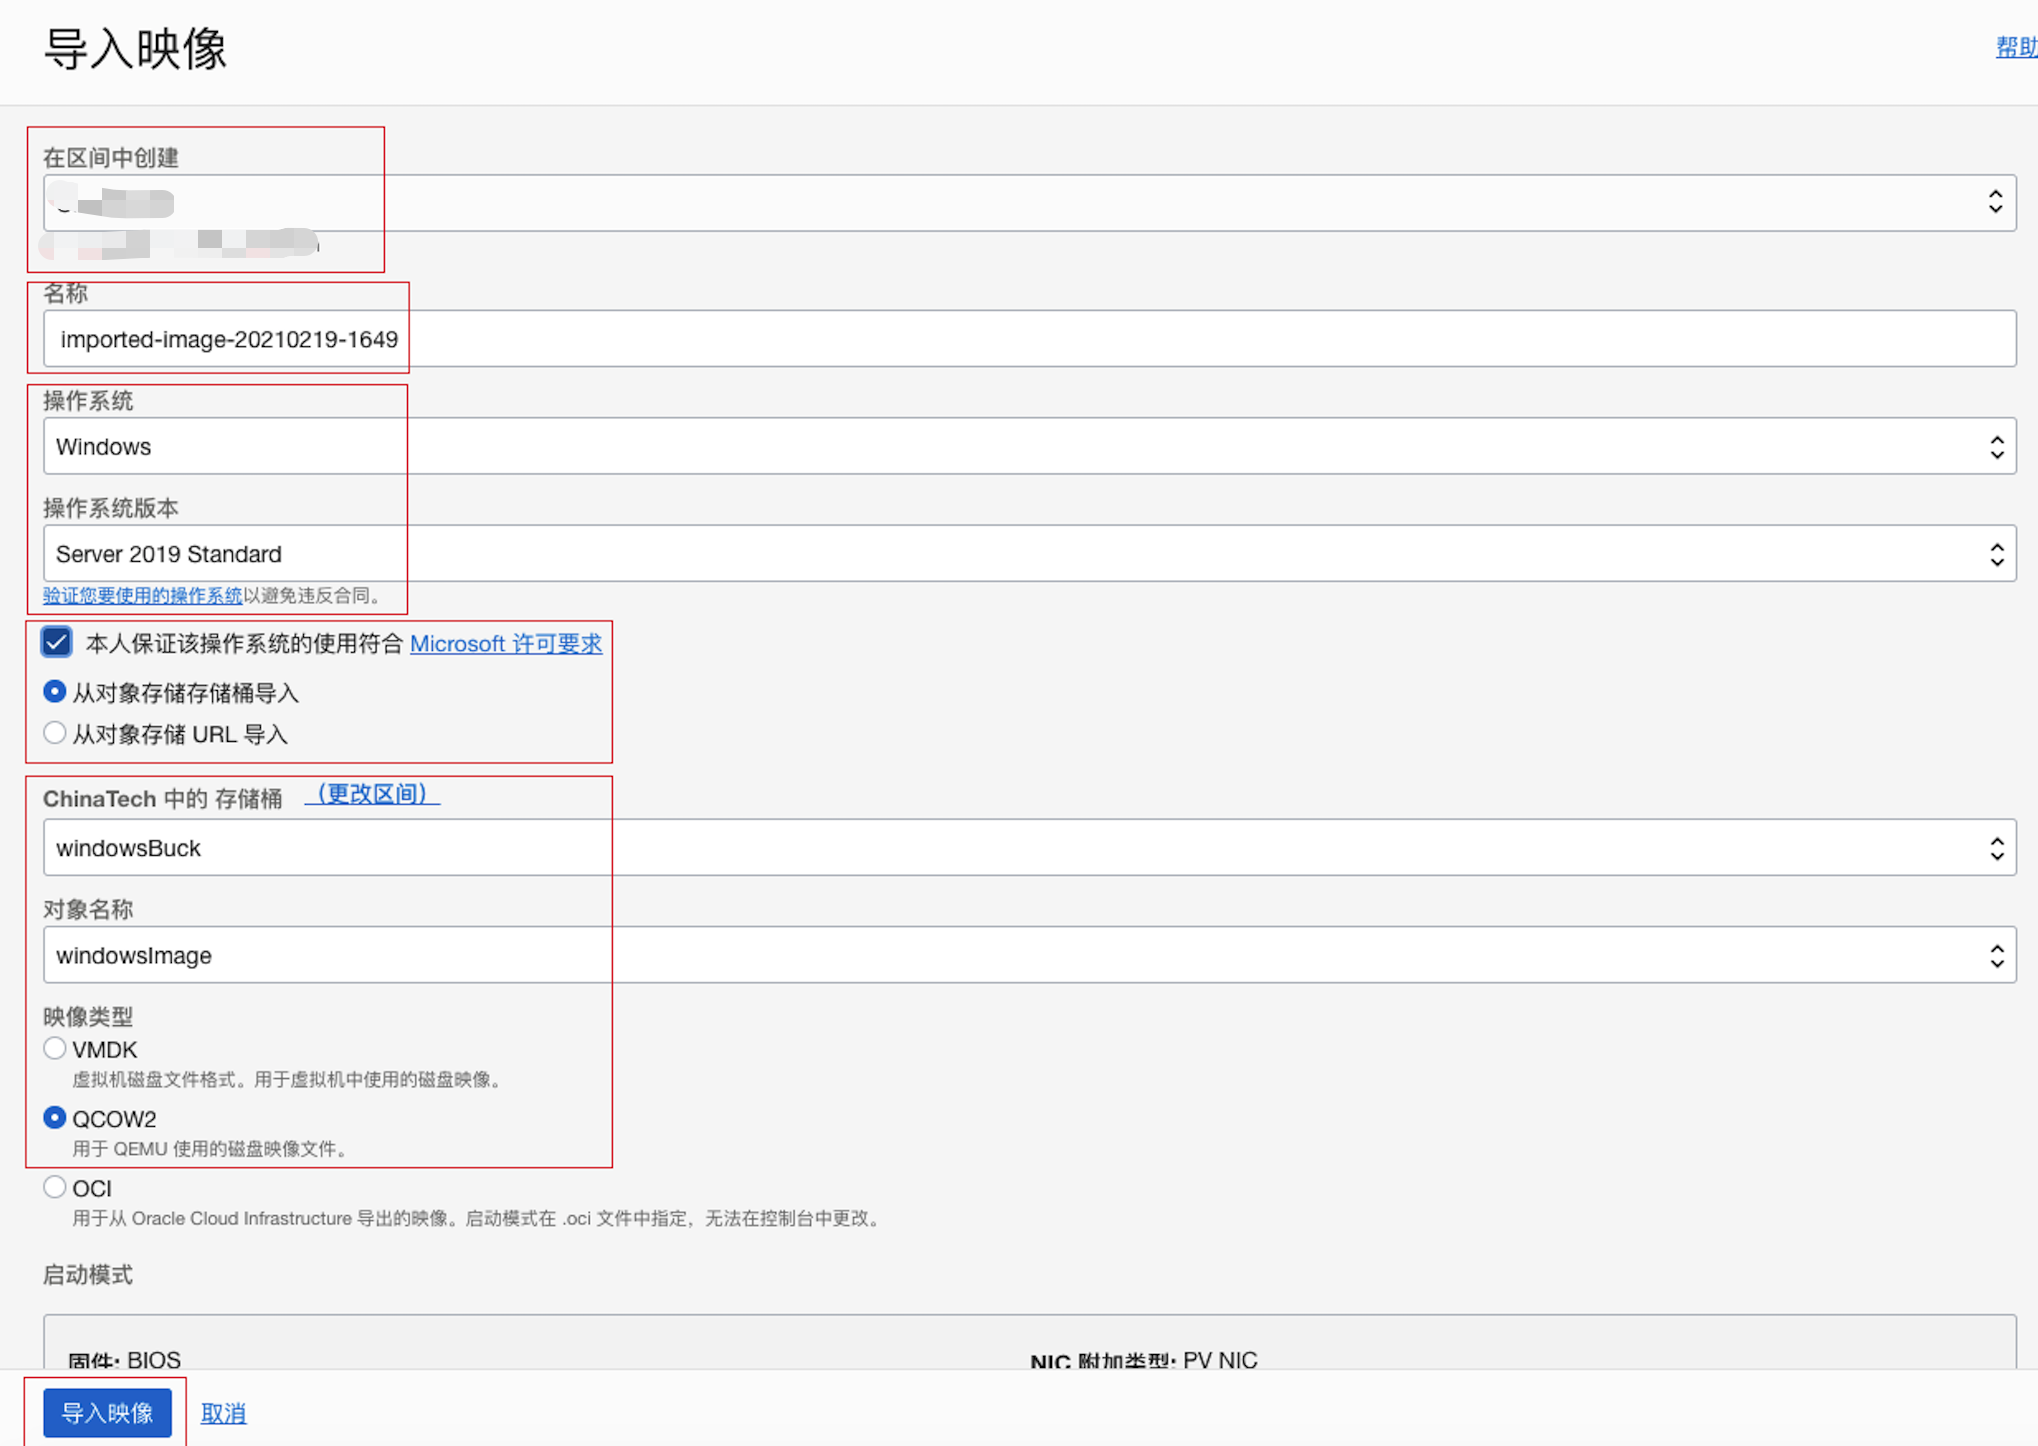 导入映像
帮助
在区间中创建
名称
imported-image-20210219-1649
操作系统
Windows
操作系统版本
Server 2019 Standard
验证您要使用的操作系统以避免违反合同。
本人保证该操作系统的使用符合 Microsoft 许可要求
从对象存储存储桶导入
从对象存储 URL 导入
ChinaTech 中的 存储桶 （更改区间）
windowsBuck
对象名称
windowsImage
映像类型
VMDK
虚拟机磁盘文件格式。用于虚拟机中使用的磁盘映像。
QCOW2
用于 QEMU 使用的磁盘映像文件。
OCI
用于从 Oracle Cloud Infrastructure 导出的映像。启动模式在 .oci 文件中指定，无法在控制台中更改。
启动模式
固件: BIOS
NIC 附加类型: PV NIC
导入映像
取消